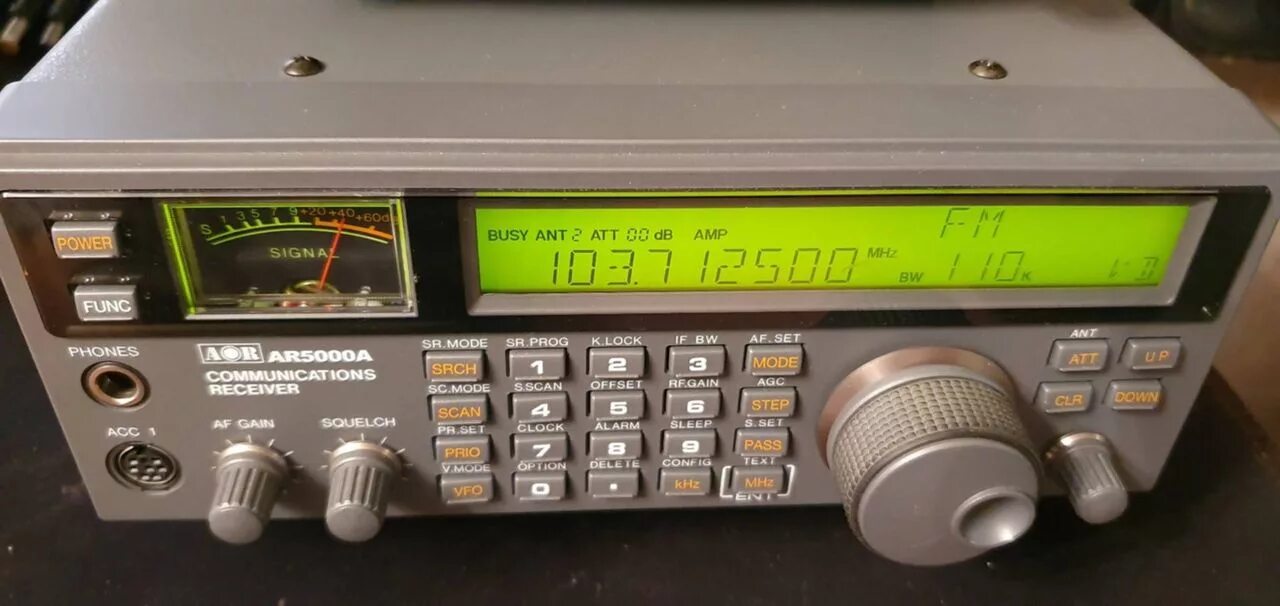 POWER
FUNC
S 1 3 5 7 9 +20 +40 +60dB
SIGNAL
BUSY ANT 2 ATT 00 dB AMP
FM
103.712500 MHz
BW 110 K
PHONES
ACC 1
AOR AR5000A
COMMUNICATIONS
RECEIVER
AF GAIN
SQUELCH
SR.MODE SR.PROG K.LOCK IF BW AF.SET
SRCH 1 2 3 MODE
SC.MODE S.SCAN OFFSET RF.GAIN AGC
SCAN 4 5 6 STEP
PR.SET CLOCK ALARM SLEEP S.SET
PRIO 7 8 9 PASS
V.MODE OPTION DELETE CONFIG TEXT
VFO 0 . kHz MHz
ENT
ANT
ATT UP
CLR DOWN